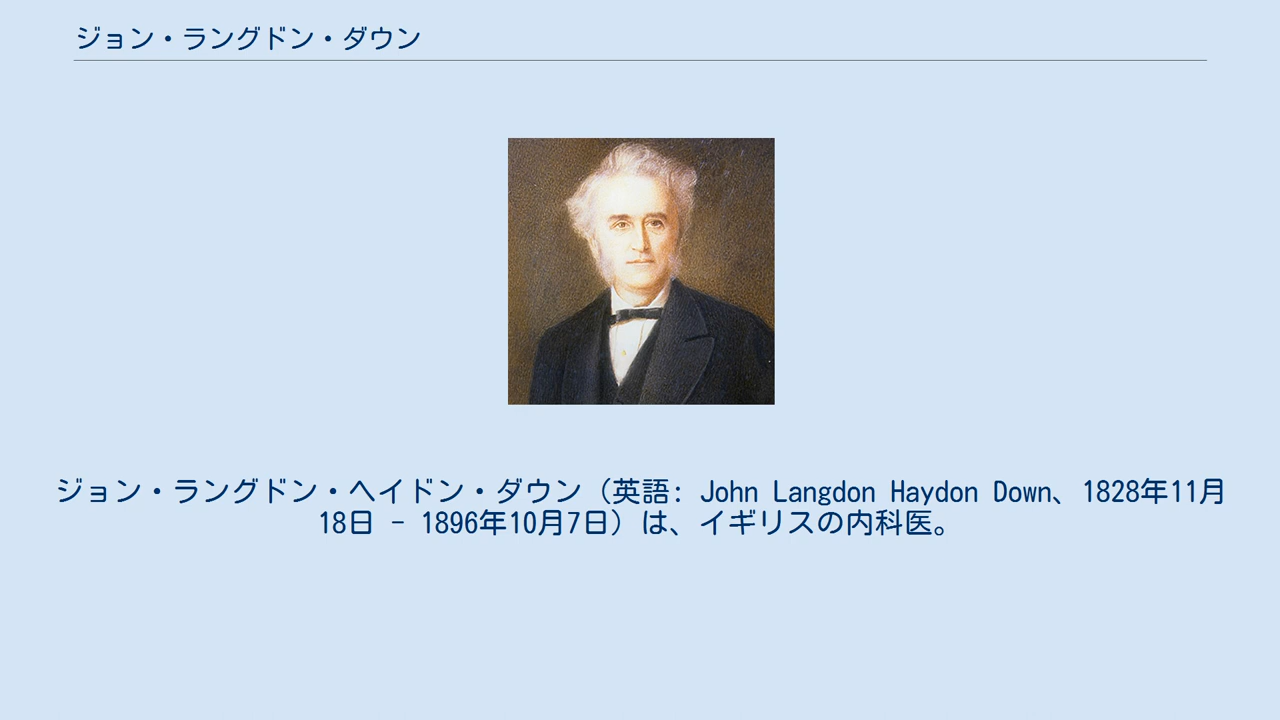 ジョン・ラングドン・ダウン
ジョン・ラングドン・ヘイドン・ダウン（英語: John Langdon Haydon Down、1828年11月
18日 - 1896年10月7日）は、イギリスの内科医。